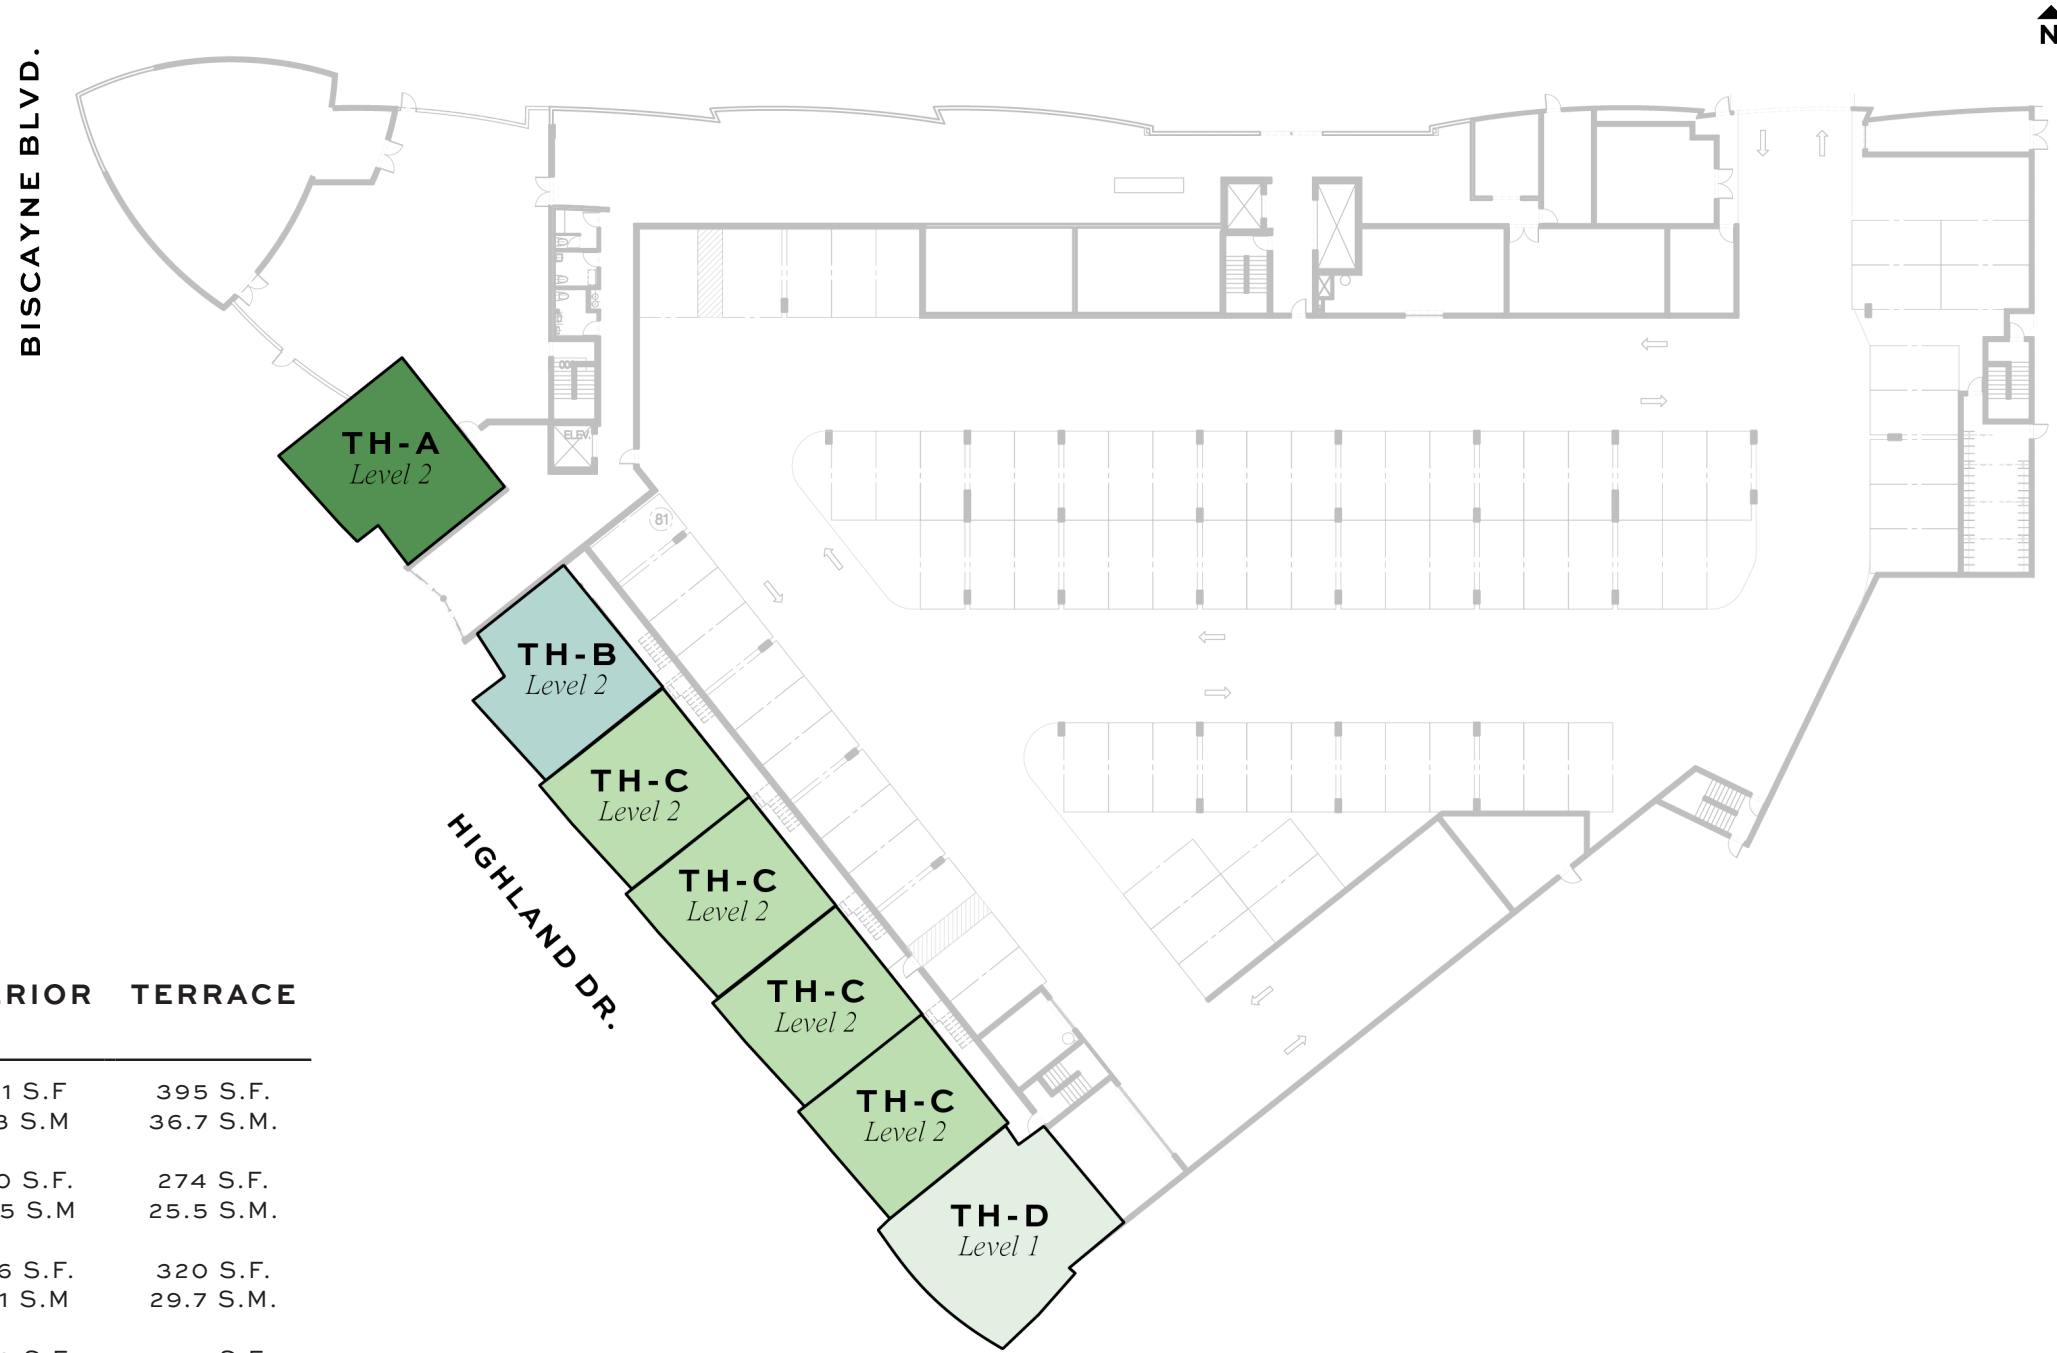 N
BISCAYNE BLVD.
TH-A
Level 2
ELEV.
81
TH-B
Level 2
TH-C
Level 2
TH-C
Level 2
TH-C
Level 2
TH-C
Level 2
TH-D
Level 1
HIGHLAND DR.
RIOR TERRACE
1 S.F 395 S.F.
S.M 36.7 S.M.
S.F. 274 S.F.
5 S.M 25.5 S.M.
6 S.F. 320 S.F.
1 S.M 29.7 S.M.